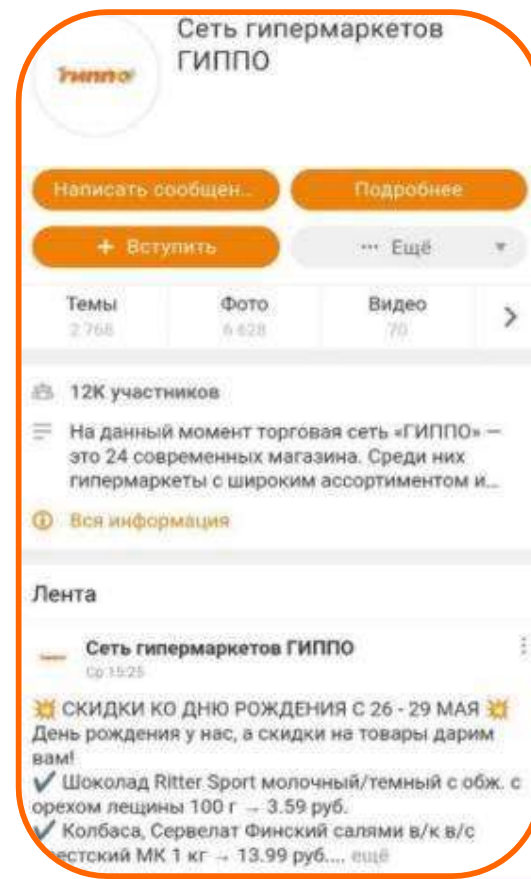 Сеть гипермаркетов
ГИППО
гиппо
Написать сообщен...
Подробнее
+ Вступить
··· Ещё
Темы
2 768
Фото
6 628
Видео
70
12K участников
На данный момент торговая сеть «ГИППО» —
это 24 современных магазина. Среди них
гипермаркеты с широким ассортиментом и...
Вся информация
Лента
Сеть гипермаркетов ГИППО
Ср 15:25
💥 СКИДКИ КО ДНЮ РОЖДЕНИЯ С 26 - 29 МАЯ 💥
День рождения у нас, а скидки на товары дарим
вам!
✔ Шоколад Ritter Sport молочный/темный с обж. с
орехом лещины 100 г → 3.59 руб.
✔ Колбаса, Сервелат Финский салями в/к в/с
МК 1 кг → 13.99 руб.... ещё